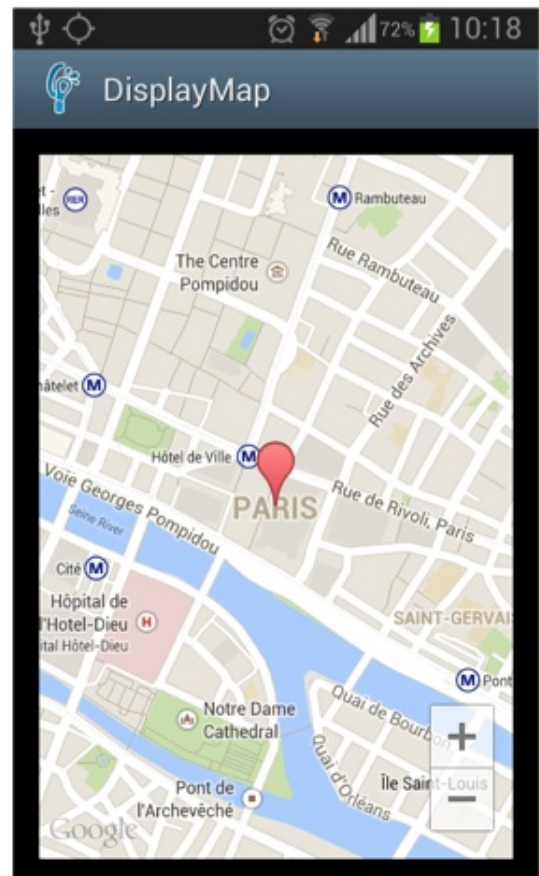 72% 10:18
DisplayMap
RER
M Rambuteau
Rue Rambuteau
The Centre
Pompidou
Rue des Archives
M
Hôtel de Ville M
PARIS
Rue de Rivoli, Paris
Voie Georges Pompidou
Seine River
Cité M
Hôpital de
l'Hotel-Dieu H
ital Hôtel-Dieu
SAINT-GERVAI
M Pont
Notre Dame
Cathedral
Quai de Bourbon
Quai d'Orléans
+
Île Saint-Louis
−
Pont de
l'Archevêché
Google